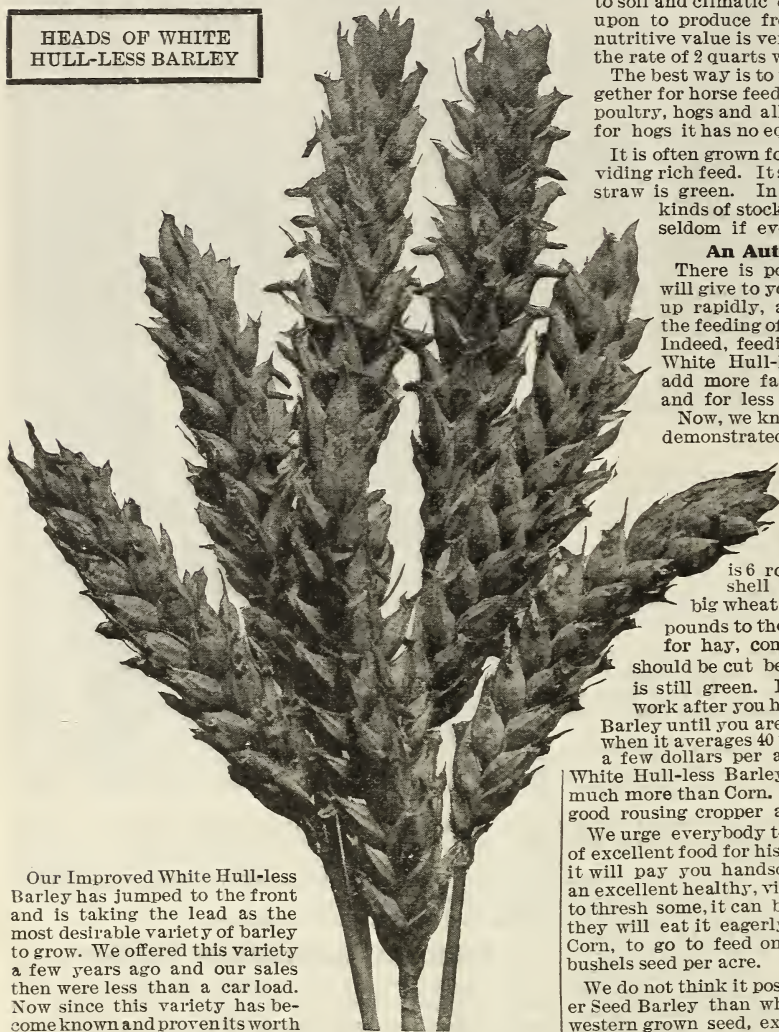 HEADS OF WHITE
HULL-LESS BARLEY
Our Improved White Hull-less
Barley has jumped to the front
and is taking the lead as the
most desirable variety of barley
to grow. We offered this variety
a few years ago and our sales
then were less than a car load.
Now since this variety has be-
come known and proven its worth
to soil and climatic
upon to produce fr
nutritive value is ver
the rate of 2 quarts w
The best way is to
gether for horse feed
poultry, hogs and al
for hogs it has no eq
It is often grown fo
viding rich feed. Its
straw is green. In
kinds of stock
seldom if ev
An Aut
There is po
will give to yo
up rapidly, a
the feeding of
Indeed, feedi
White Hull-
add more fa
and for less
Now, we kn
demonstrated
is 6 ro
shell
big wheat
pounds to the
for hay, con
should be cut be
is still green. I
work after you h
Barley until you are
when it averages 40
a few dollars per a
White Hull-less Barley
much more than Corn.
good rousing cropper a
We urge everybody t
of excellent food for his
it will pay you handso
an excellent healthy, vi
to thresh some, it can b
they will eat it eagerly
Corn, to go to feed on
bushels seed per acre.
We do not think it pos
er Seed Barley than wh
western grown seed, ex